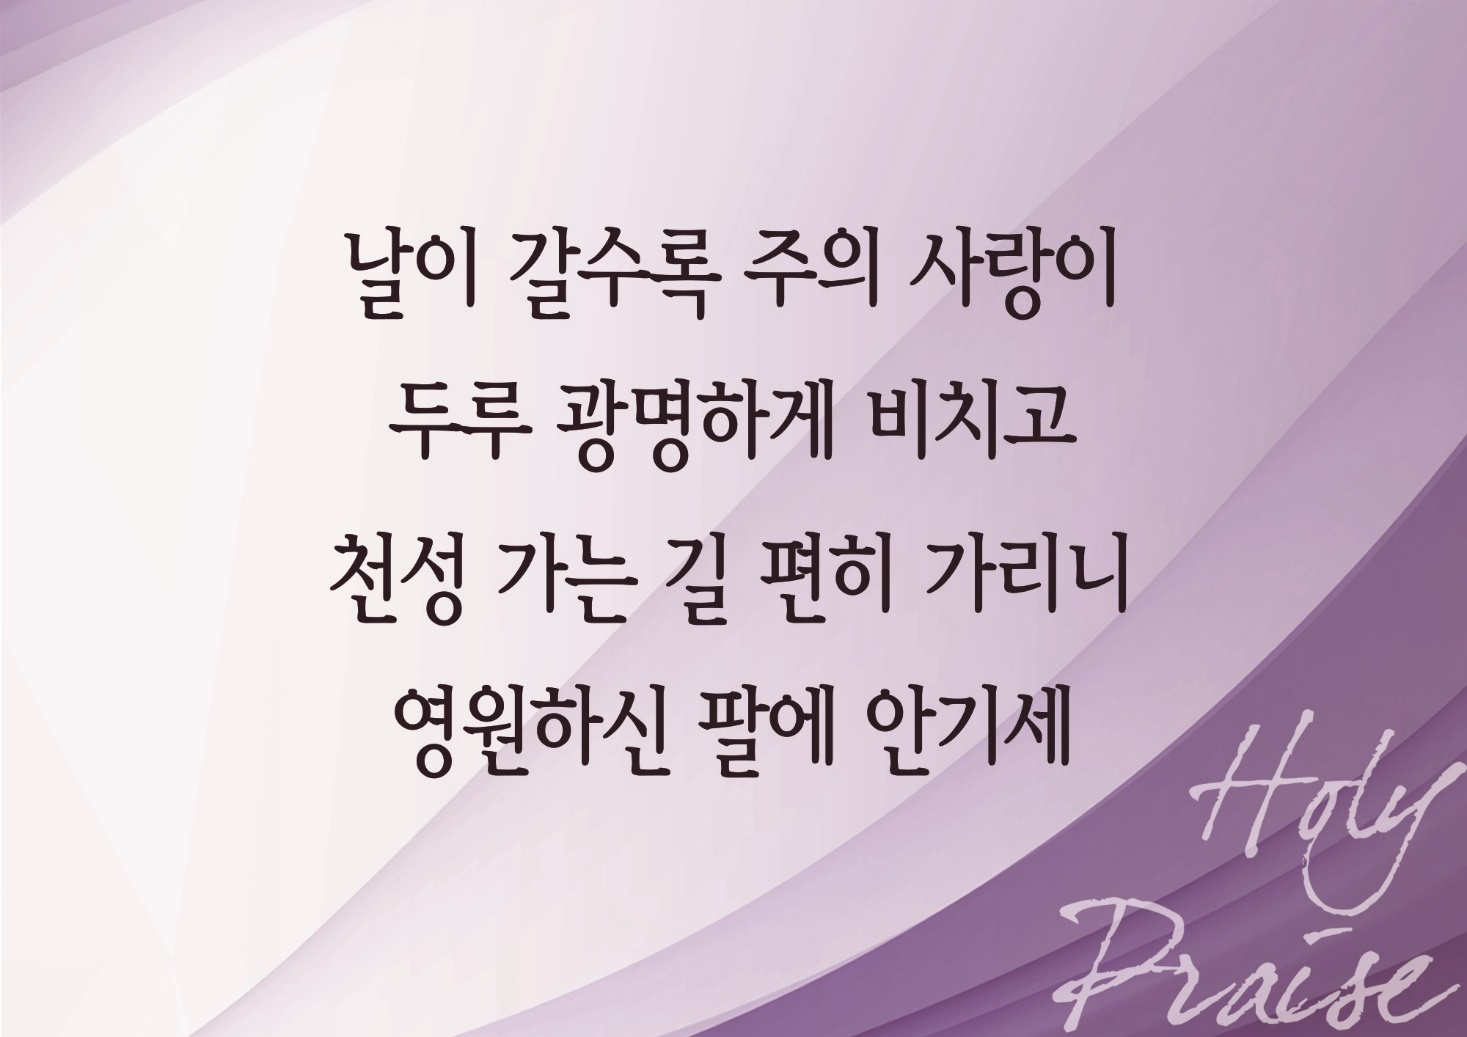 날이 갈수록 주의 사랑이
두루 광명하게 비치고
천성 가는 길 편히 가리니
영원하신 팔에 안기세
Holy
Praise